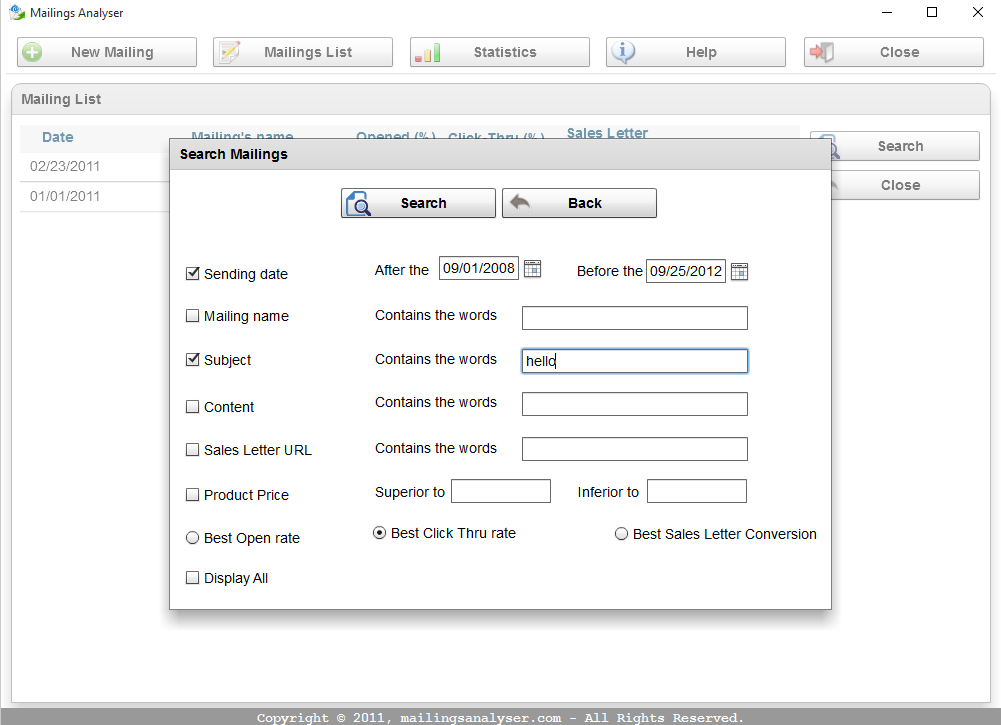 Mailings Analyser
New Mailing Mailings List Statistics Help Close
Mailing List
Date Mailing's name Opened (%) Click-Thru (%) Sales Letter
02/23/2011
01/01/2011
Search
Close
Search Mailings
Search Back
Sending date After the 09/01/2008 Before the 09/25/2012
Mailing name Contains the words
Subject Contains the words hello
Content Contains the words
Sales Letter URL Contains the words
Product Price Superior to Inferior to
Best Open rate Best Click Thru rate Best Sales Letter Conversion
Display All
Copyright © 2011, mailingsanalyser.com - All Rights Reserved.